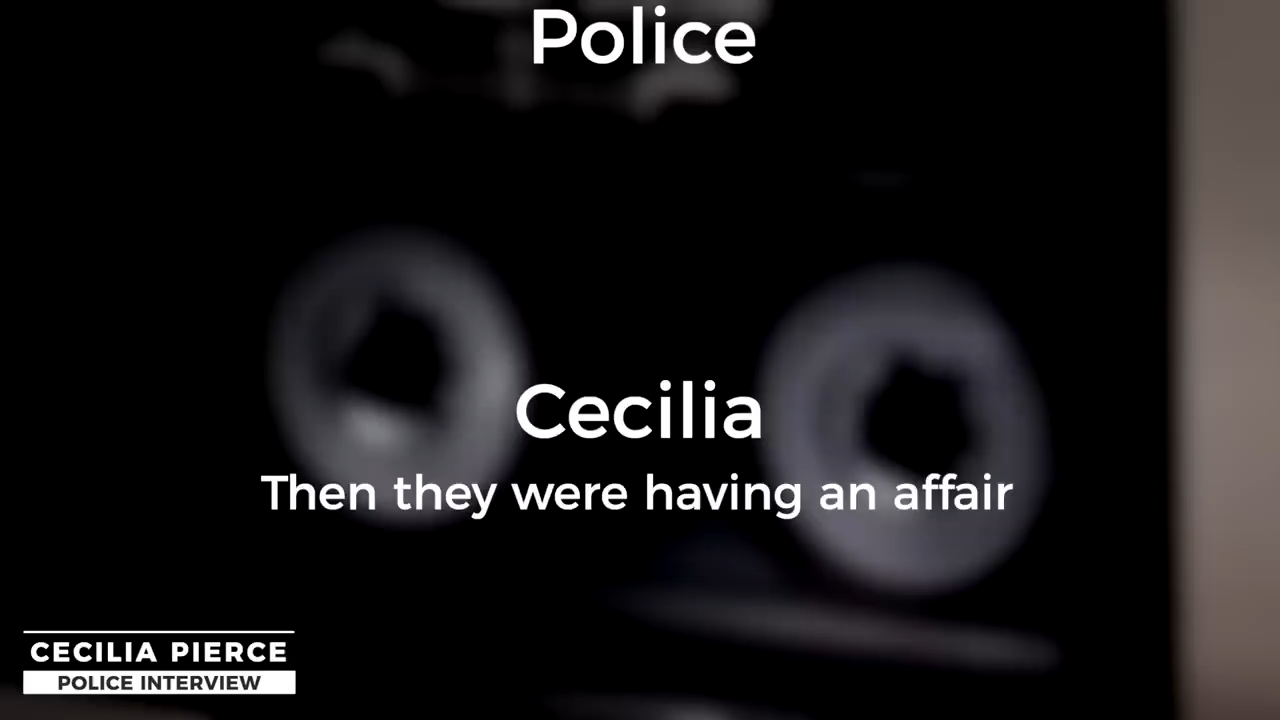 Police
Cecilia
Then they were having an affair
CECILIA PIERCE
POLICE INTERVIEW